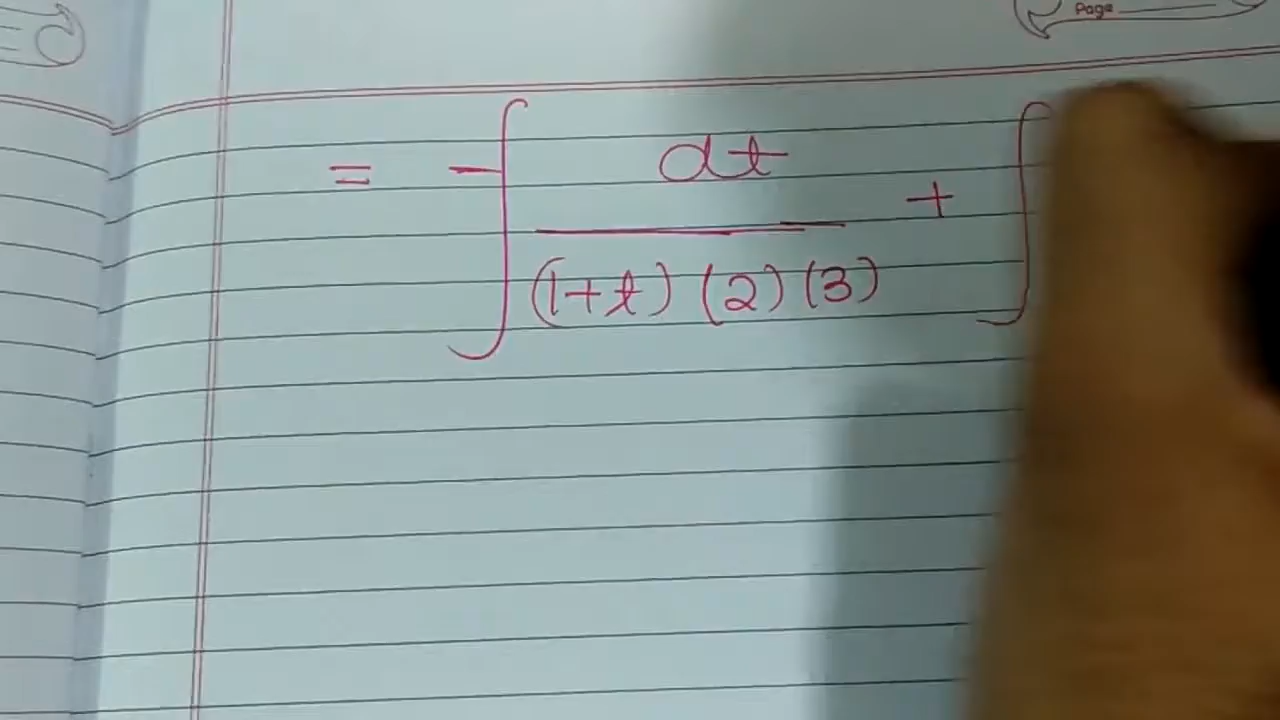 Page
= - ∫ dt / (1+t) (2) (3) + ∫